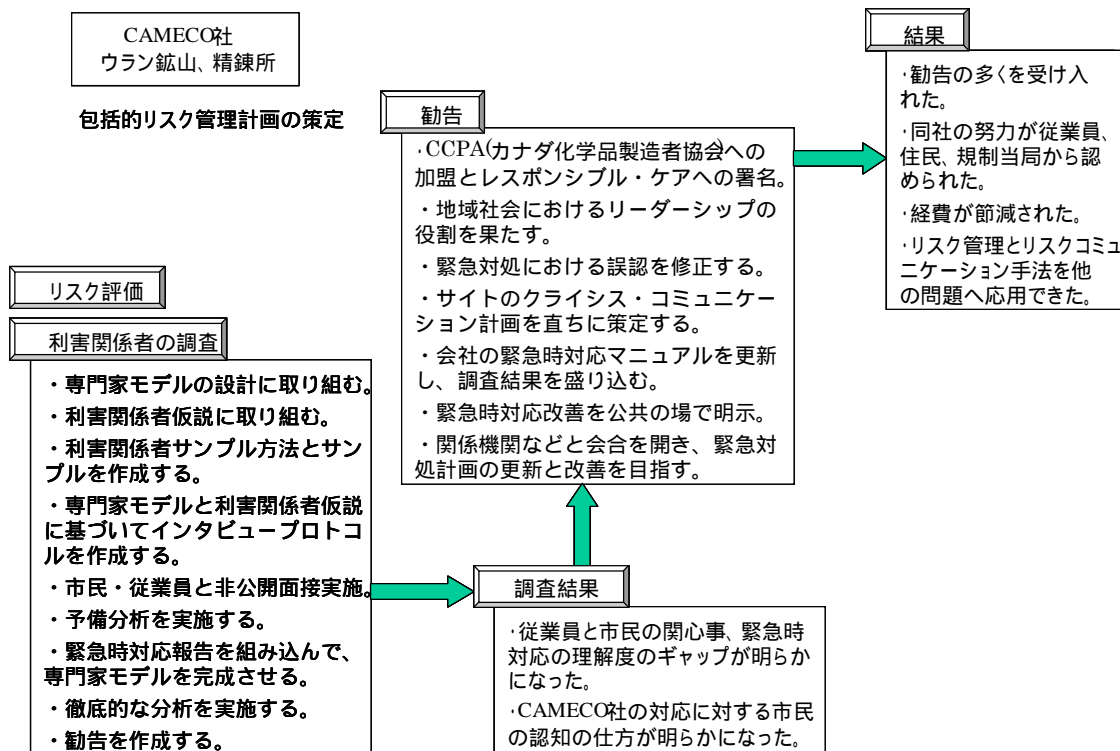 CAMECO社
ウラン鉱山、精錬所
包括的リスク管理計画の策定
リスク評価
利害関係者の調査
・専門家モデルの設計に取り組む。
・利害関係者仮説に取り組む。
・利害関係者サンプル方法とサン
プルを作成する。
・専門家モデルと利害関係者仮説
に基づいてインタビュープロトコ
ルを作成する。
・市民・従業員と非公開面接実施。
・予備分析を実施する。
・緊急時対応報告を組み込んで、
専門家モデルを完成させる。
・徹底的な分析を実施する。
・勧告を作成する。
調査結果
・従業員と市民の関心事、緊急時
対応の理解度のギャップが明らか
になった。
・CAMECO社の対応に対する市民
の認知の仕方が明らかになった。
勧告
・CCPA(カナダ化学品製造者協会)への
加盟とレスポンシブル・ケアへの署名。
・地域社会におけるリーダーシップの
役割を果たす。
・緊急対処における誤認を修正する。
・サイトのクライシス・コミュニケー
ション計画を直ちに策定する。
・会社の緊急時対応マニュアルを更新
し、調査結果を盛り込む。
・緊急時対応改善を公共の場で明示。
・関係機関などと会合を開き、緊急対
処計画の更新と改善を目指す。
結果
・勧告の多くを受け入
れた。
・同社の努力が従業員、
住民、規制当局から認
められた。
・経費が節減された。
・リスク管理とリスクコミュ
ニケーション手法を他
の問題へ応用できた。